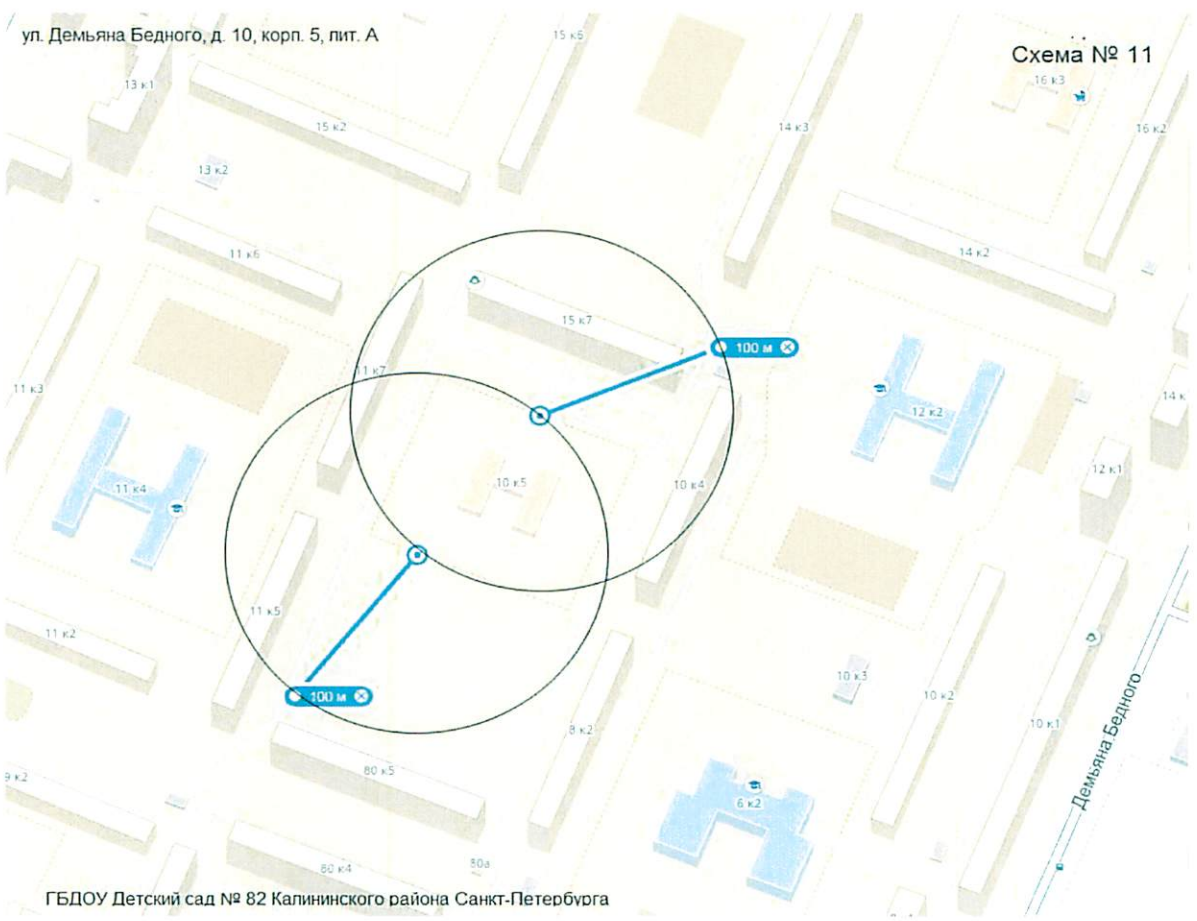 ул. Демьяна Бедного, д. 10, корп. 5, лит. А
Схема № 11
15 к6
13 к1
16 к3
15 к2
14 к3
16 к2
13 к2
11 к6
14 к2
15 к7
100 м
11 к7
11 к3
12 к2
14 к
12 к1
10 к5
10 к4
11 к4
11 к5
11 к2
10 к3
10 к2
10 к1
Демьяна Бедного
100 м
8 к2
80 к5
9 к2
6 к2
80 к4
80а
ГБДОУ Детский сад № 82 Калининского района Санкт-Петербурга